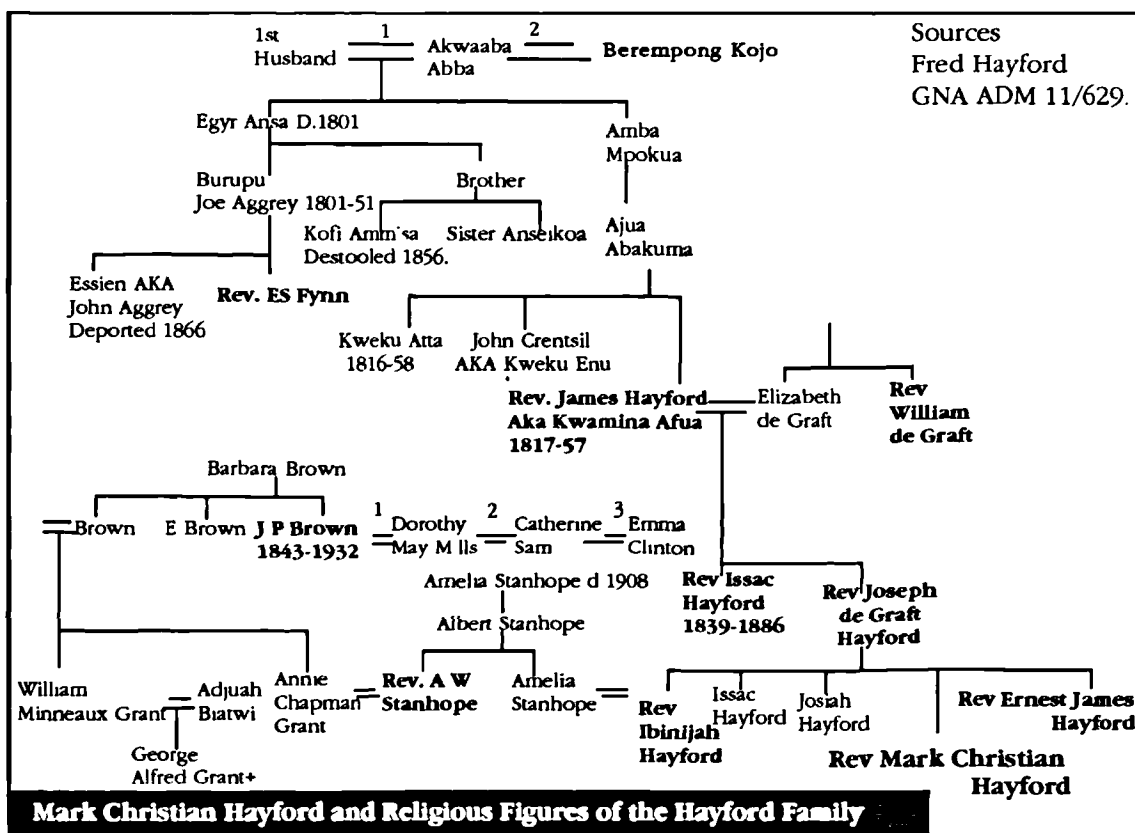 1st
Husband
1
Akwaaba
Abba
2
Berempong Kojo
Sources
Fred Hayford
GNA ADM 11/629.
Egyr Ansa D.1801
Amba
Mpokua
Burupu
Joe Aggrey 1801-51
Brother
Kofi Amm'sa
Destooled 1856.
Sister Anseikoa
Ajua
Abakuma
Essien AKA
John Aggrey
Deported 1866
Rev. ES Fynn
Kweku Atta
1816-58
John Crentsil
AKA Kweku Enu
Rev. James Hayford
Aka Kwamina Afua
1817-57
Elizabeth
de Graft
Rev
William
de Graft
Barbara Brown
Brown
E Brown
J P Brown
1843-1932
1
Dorothy
May M lls
2
Catherine
Sam
3
Emma
Clinton
Amelia Stanhope d 1908
Albert Stanhope
Rev Issac
Hayford
1839-1886
Rev Joseph
de Graft
Hayford
William
Minneaux Grant
Adjuah
Biatwi
Annie
Chapman
Grant
Rev. A W
Stanhope
Amelia
Stanhope
Rev
Ibinijah
Hayford
Issac
Hayford
Josiah
Hayford
Rev Ernest James
Hayford
George
Alfred Grant+
Rev Mark Christian
Hayford
Mark Christian Hayford and Religious Figures of the Hayford Family